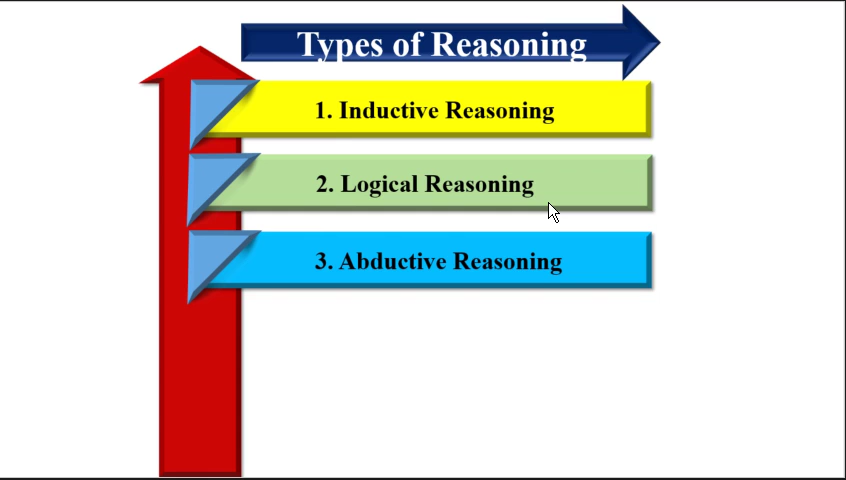 Types of Reasoning
1. Inductive Reasoning
2. Logical Reasoning
3. Abductive Reasoning